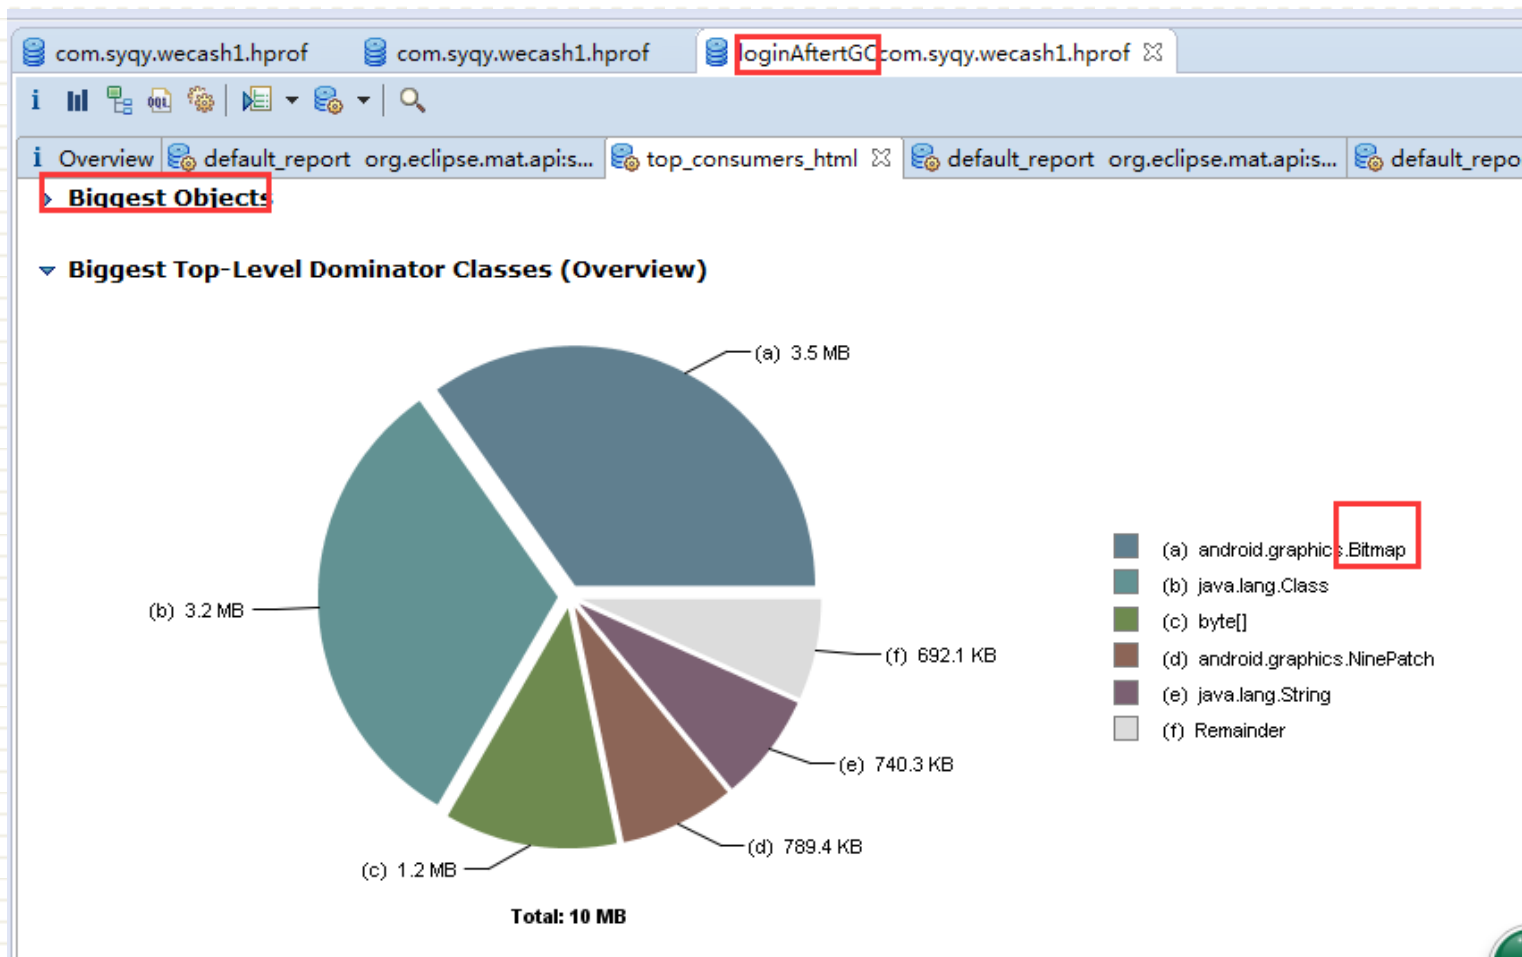 com.syqy.wecash1.hprof com.syqy.wecash1.hprof loginAftertGCcom.syqy.wecash1.hprof
i OQL
i Overview default_report org.eclipse.mat.api:s... top_consumers_html default_report org.eclipse.mat.api:s... default_repo
Biggest Objects
Biggest Top-Level Dominator Classes (Overview)
(a) 3.5 MB
(a) android.graphics.Bitmap
(b) java.lang.Class
(b) 3.2 MB
(c) byte[]
(f) 692.1 KB
(d) android.graphics.NinePatch
(e) java.lang.String
(f) Remainder
(e) 740.3 KB
(d) 789.4 KB
(c) 1.2 MB
Total: 10 MB